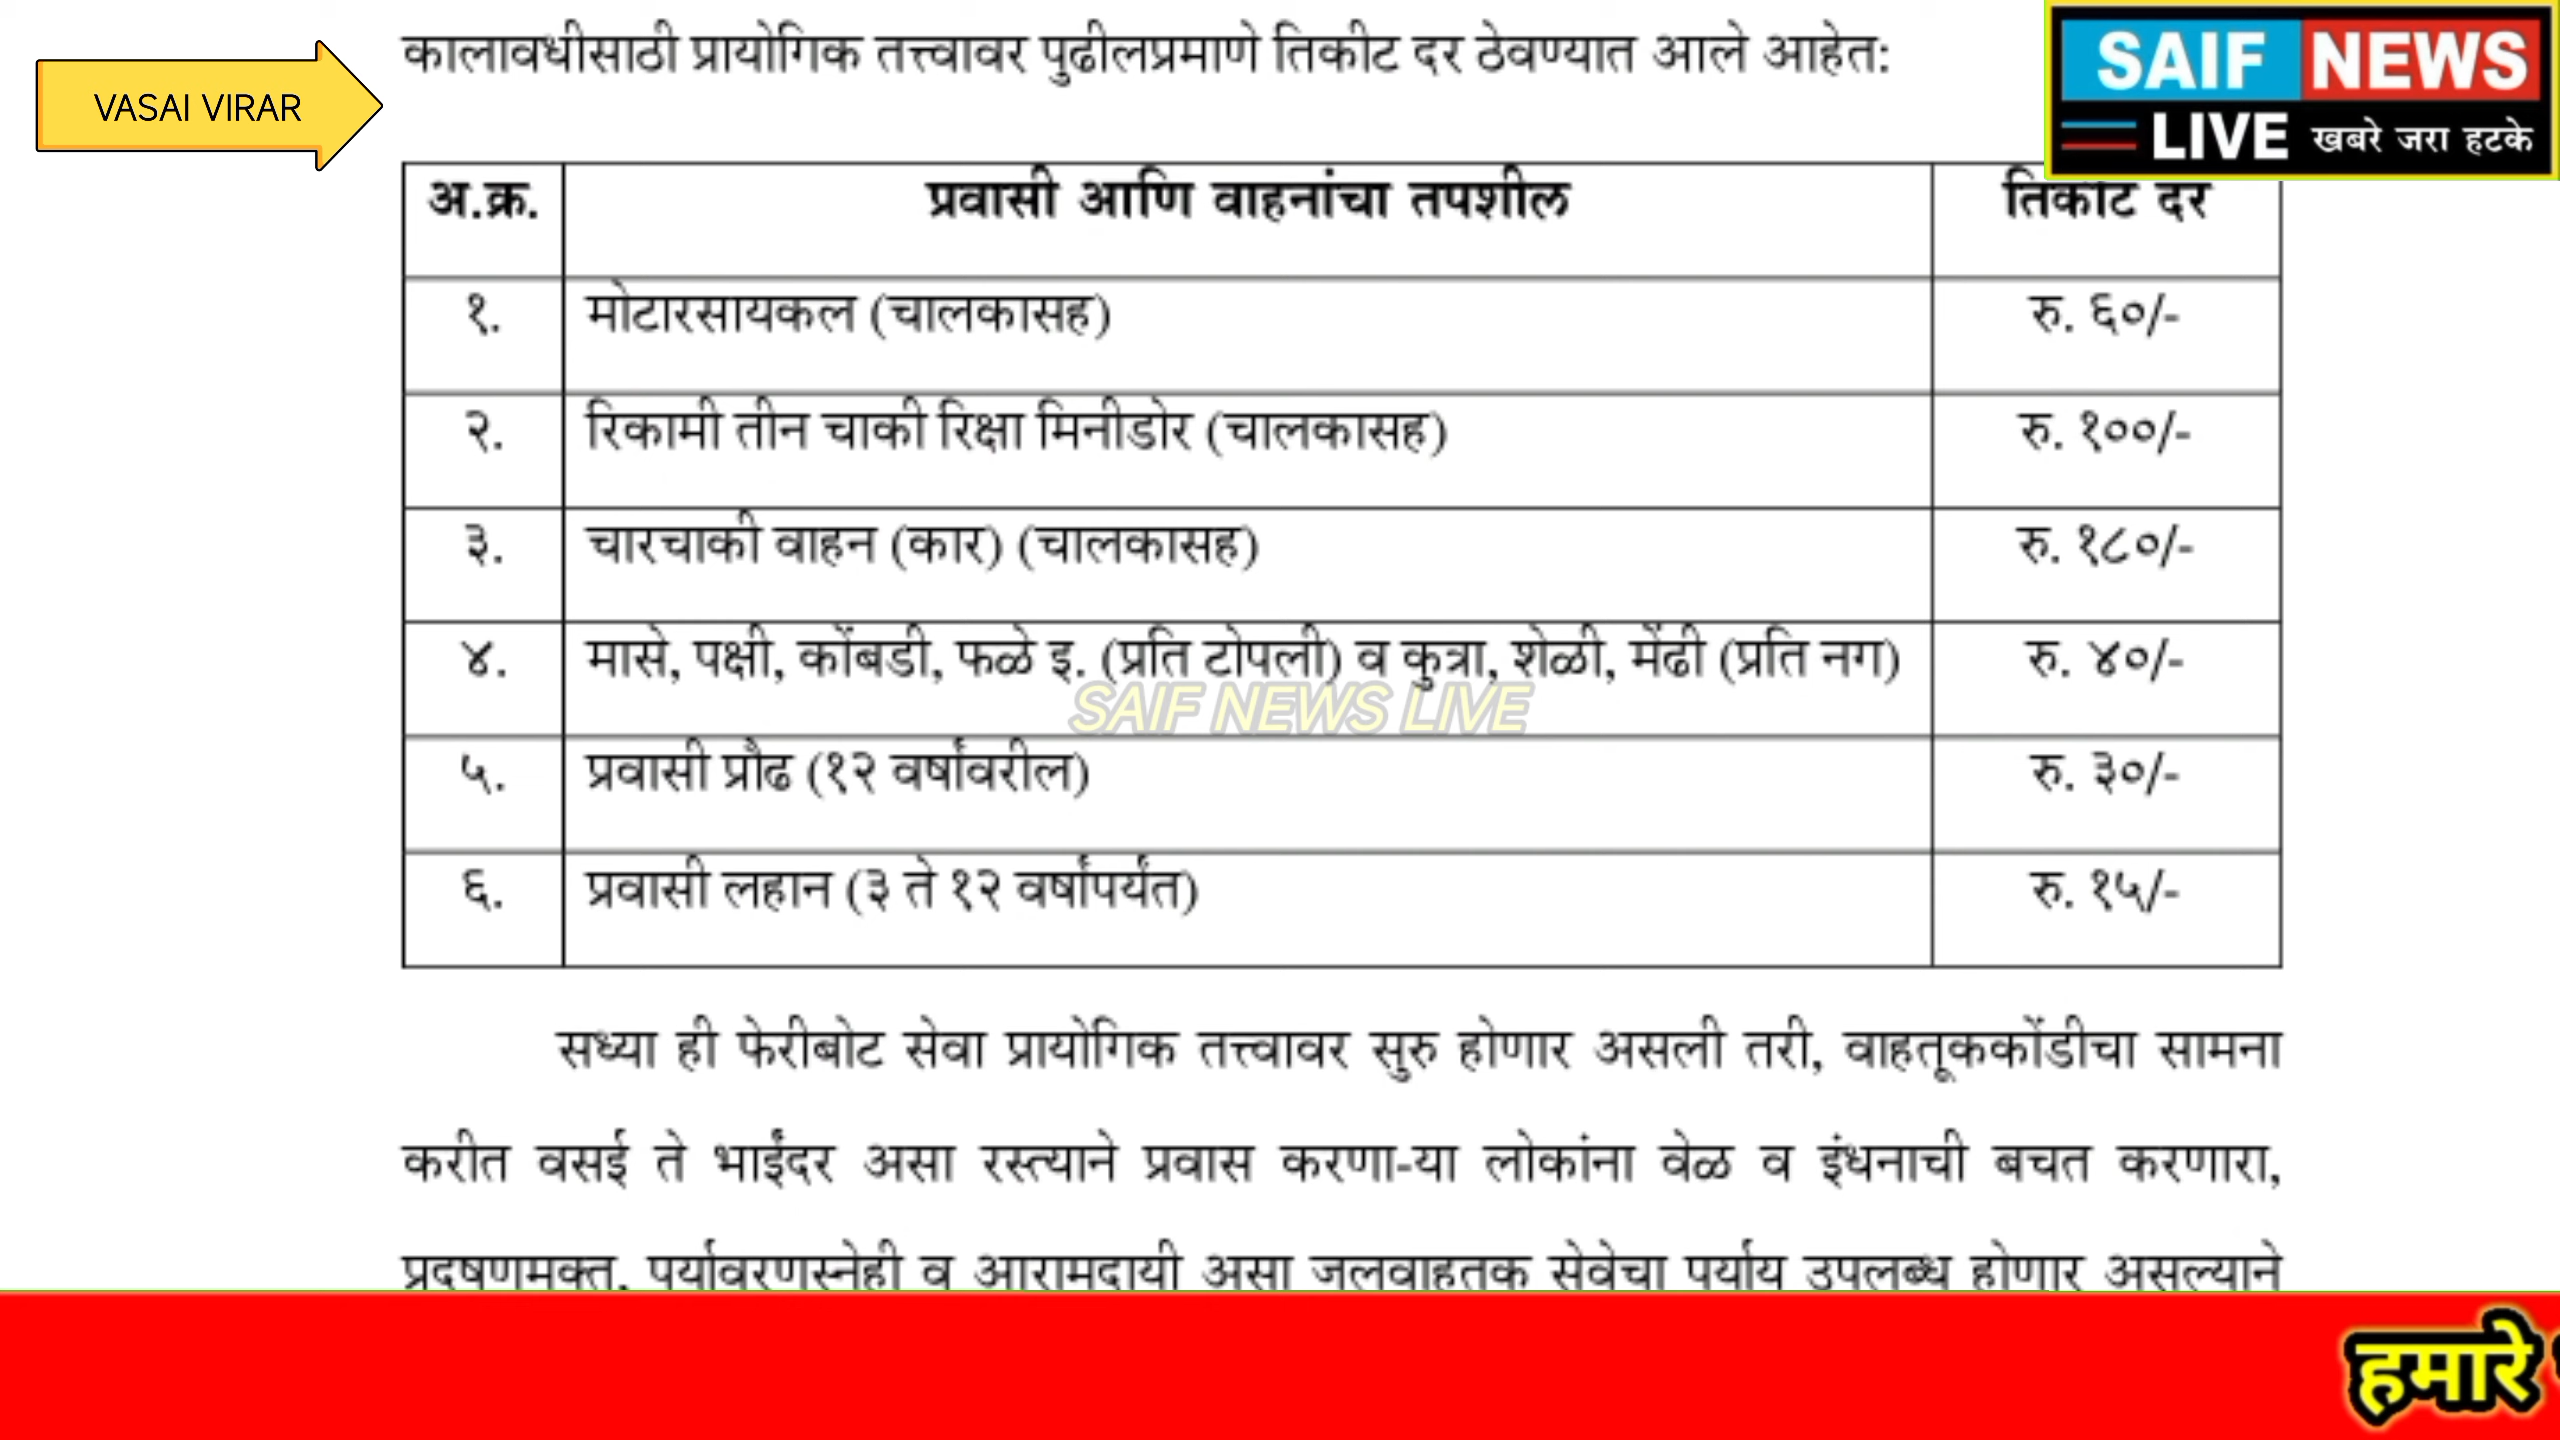 कालावधीसाठी प्रायोगिक तत्त्वावर पुढीलप्रमाणे तिकीट दर ठेवण्यात आले आहेत:
VASAI VIRAR
SAIF NEWS
LIVE खबरे जरा हटके
अ.क्र. प्रवासी आणि वाहनांचा तपशील तिकीट दर
१. मोटारसायकल (चालकासह) रु. ६०/-
२. रिकामी तीन चाकी रिक्षा मिनीडोर (चालकासह) रु. १००/-
३. चारचाकी वाहन (कार) (चालकासह) रु. १८०/-
४. मासे, पक्षी, कोंबडी, फळे इ. (प्रति टोपली) व कुत्रा, शेळी, मेंढी (प्रति नग) रु. ४०/-
SAIF NEWS LIVE
५. प्रवासी प्रौढ (१२ वर्षांवरील) रु. ३०/-
६. प्रवासी लहान (३ ते १२ वर्षांपर्यंत) रु. १५/-
सध्या ही फेरीबोट सेवा प्रायोगिक तत्त्वावर सुरु होणार असली तरी, वाहतूककोंडीचा सामना
करीत वसई ते भाईंदर असा रस्त्याने प्रवास करणा-या लोकांना वेळ व इंधनाची बचत करणारा,
प्रदूषणमुक्त, पर्यावरणस्नेही व आरामदायी असा जलवाहतूक सेवेचा पर्याय उपलब्ध होणार असल्याने
हमारे